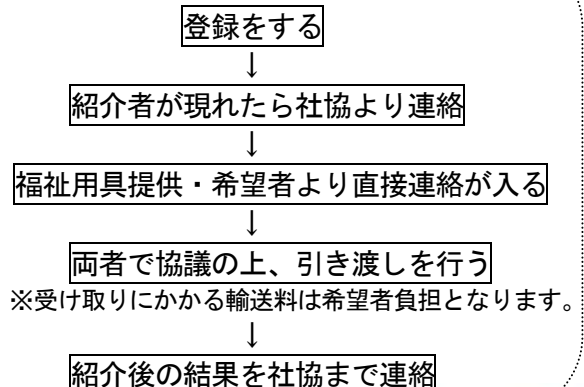 登録をする
↓
紹介者が現れたら社協より連絡
↓
福祉用具提供・希望者より直接連絡が入る
↓
両者で協議の上、引き渡しを行う
※受け取りにかかる輸送料は希望者負担となります。
↓
紹介後の結果を社協まで連絡